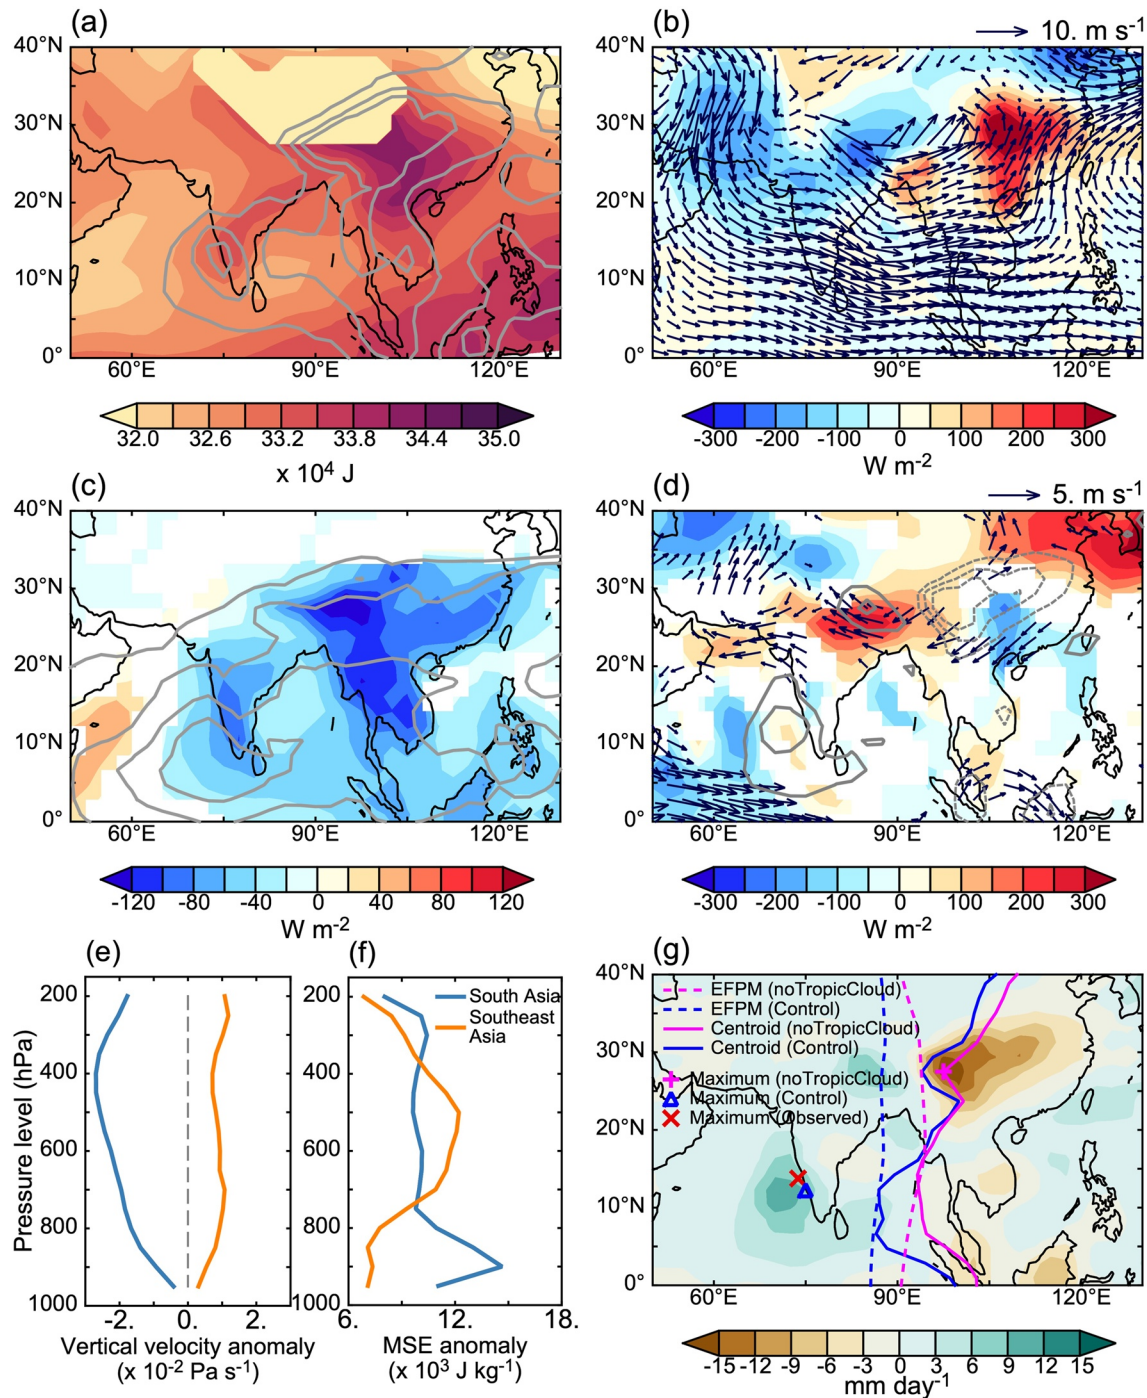 (a)
(b)
10. m s-1
40°N
30°N
20°N
10°N
0°
60°E 90°E 120°E
40°N
30°N
20°N
10°N
0°
60°E 90°E 120°E
32.0 32.6 33.2 33.8 34.4 35.0
x 10⁴ J
-300 -200 -100 0 100 200 300
W m-2
(c)
(d)
5. m s-1
40°N
30°N
20°N
10°N
0°
60°E 90°E 120°E
40°N
30°N
20°N
10°N
0°
60°E 90°E 120°E
-120 -80 -40 0 40 80 120
W m-2
-300 -200 -100 0 100 200 300
W m-2
(e)
200
400
600
800
1000
Pressure level (hPa)
-2. 0. 2.
Vertical velocity anomaly
(x 10-2 Pa s-1)
(f)
South Asia
Southeast
Asia
200
400
600
800
1000
6. 12. 18.
MSE anomaly
(x 10³ J kg-1)
(g)
EFPM (noTropicCloud)
EFPM (Control)
Centroid (noTropicCloud)
Centroid (Control)
Maximum (noTropicCloud)
Maximum (Control)
Maximum (Observed)
40°N
30°N
20°N
10°N
0°
60°E 90°E 120°E
-15 -12 -9 -6 -3 0 3 6 9 12 15
mm day-1